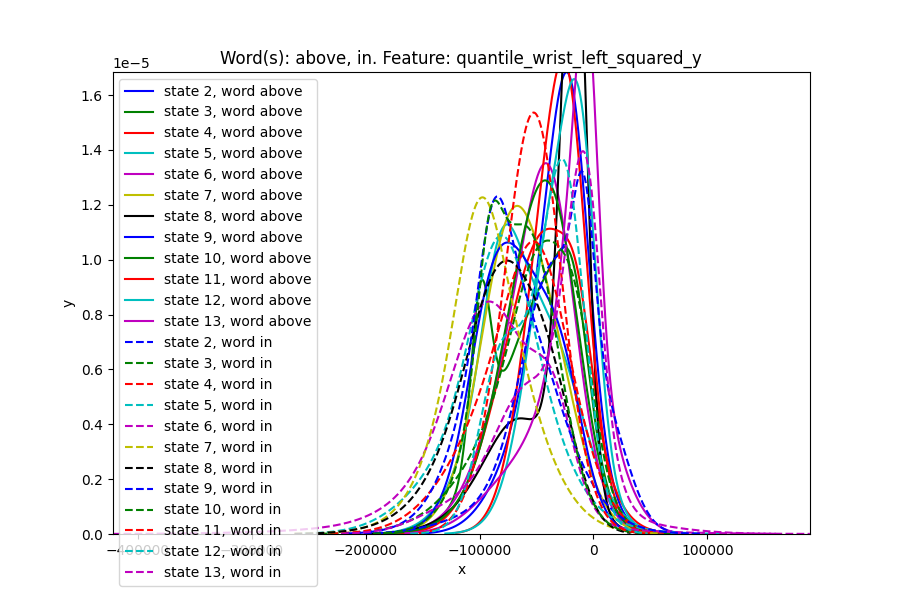 Word(s): above, in. Feature: quantile_wrist_left_squared_y
1e−5
1.6
1.4
1.2
1.0
0.8
0.6
0.4
0.2
0.0
y
state 2, word above
state 3, word above
state 4, word above
state 5, word above
state 6, word above
state 7, word above
state 8, word above
state 9, word above
state 10, word above
state 11, word above
state 12, word above
state 13, word above
state 2, word in
state 3, word in
state 4, word in
state 5, word in
state 6, word in
state 7, word in
state 8, word in
state 9, word in
state 10, word in
state 11, word in
state 12, word in
state 13, word in
−400000 −300000 −200000 −100000 0 100000
x